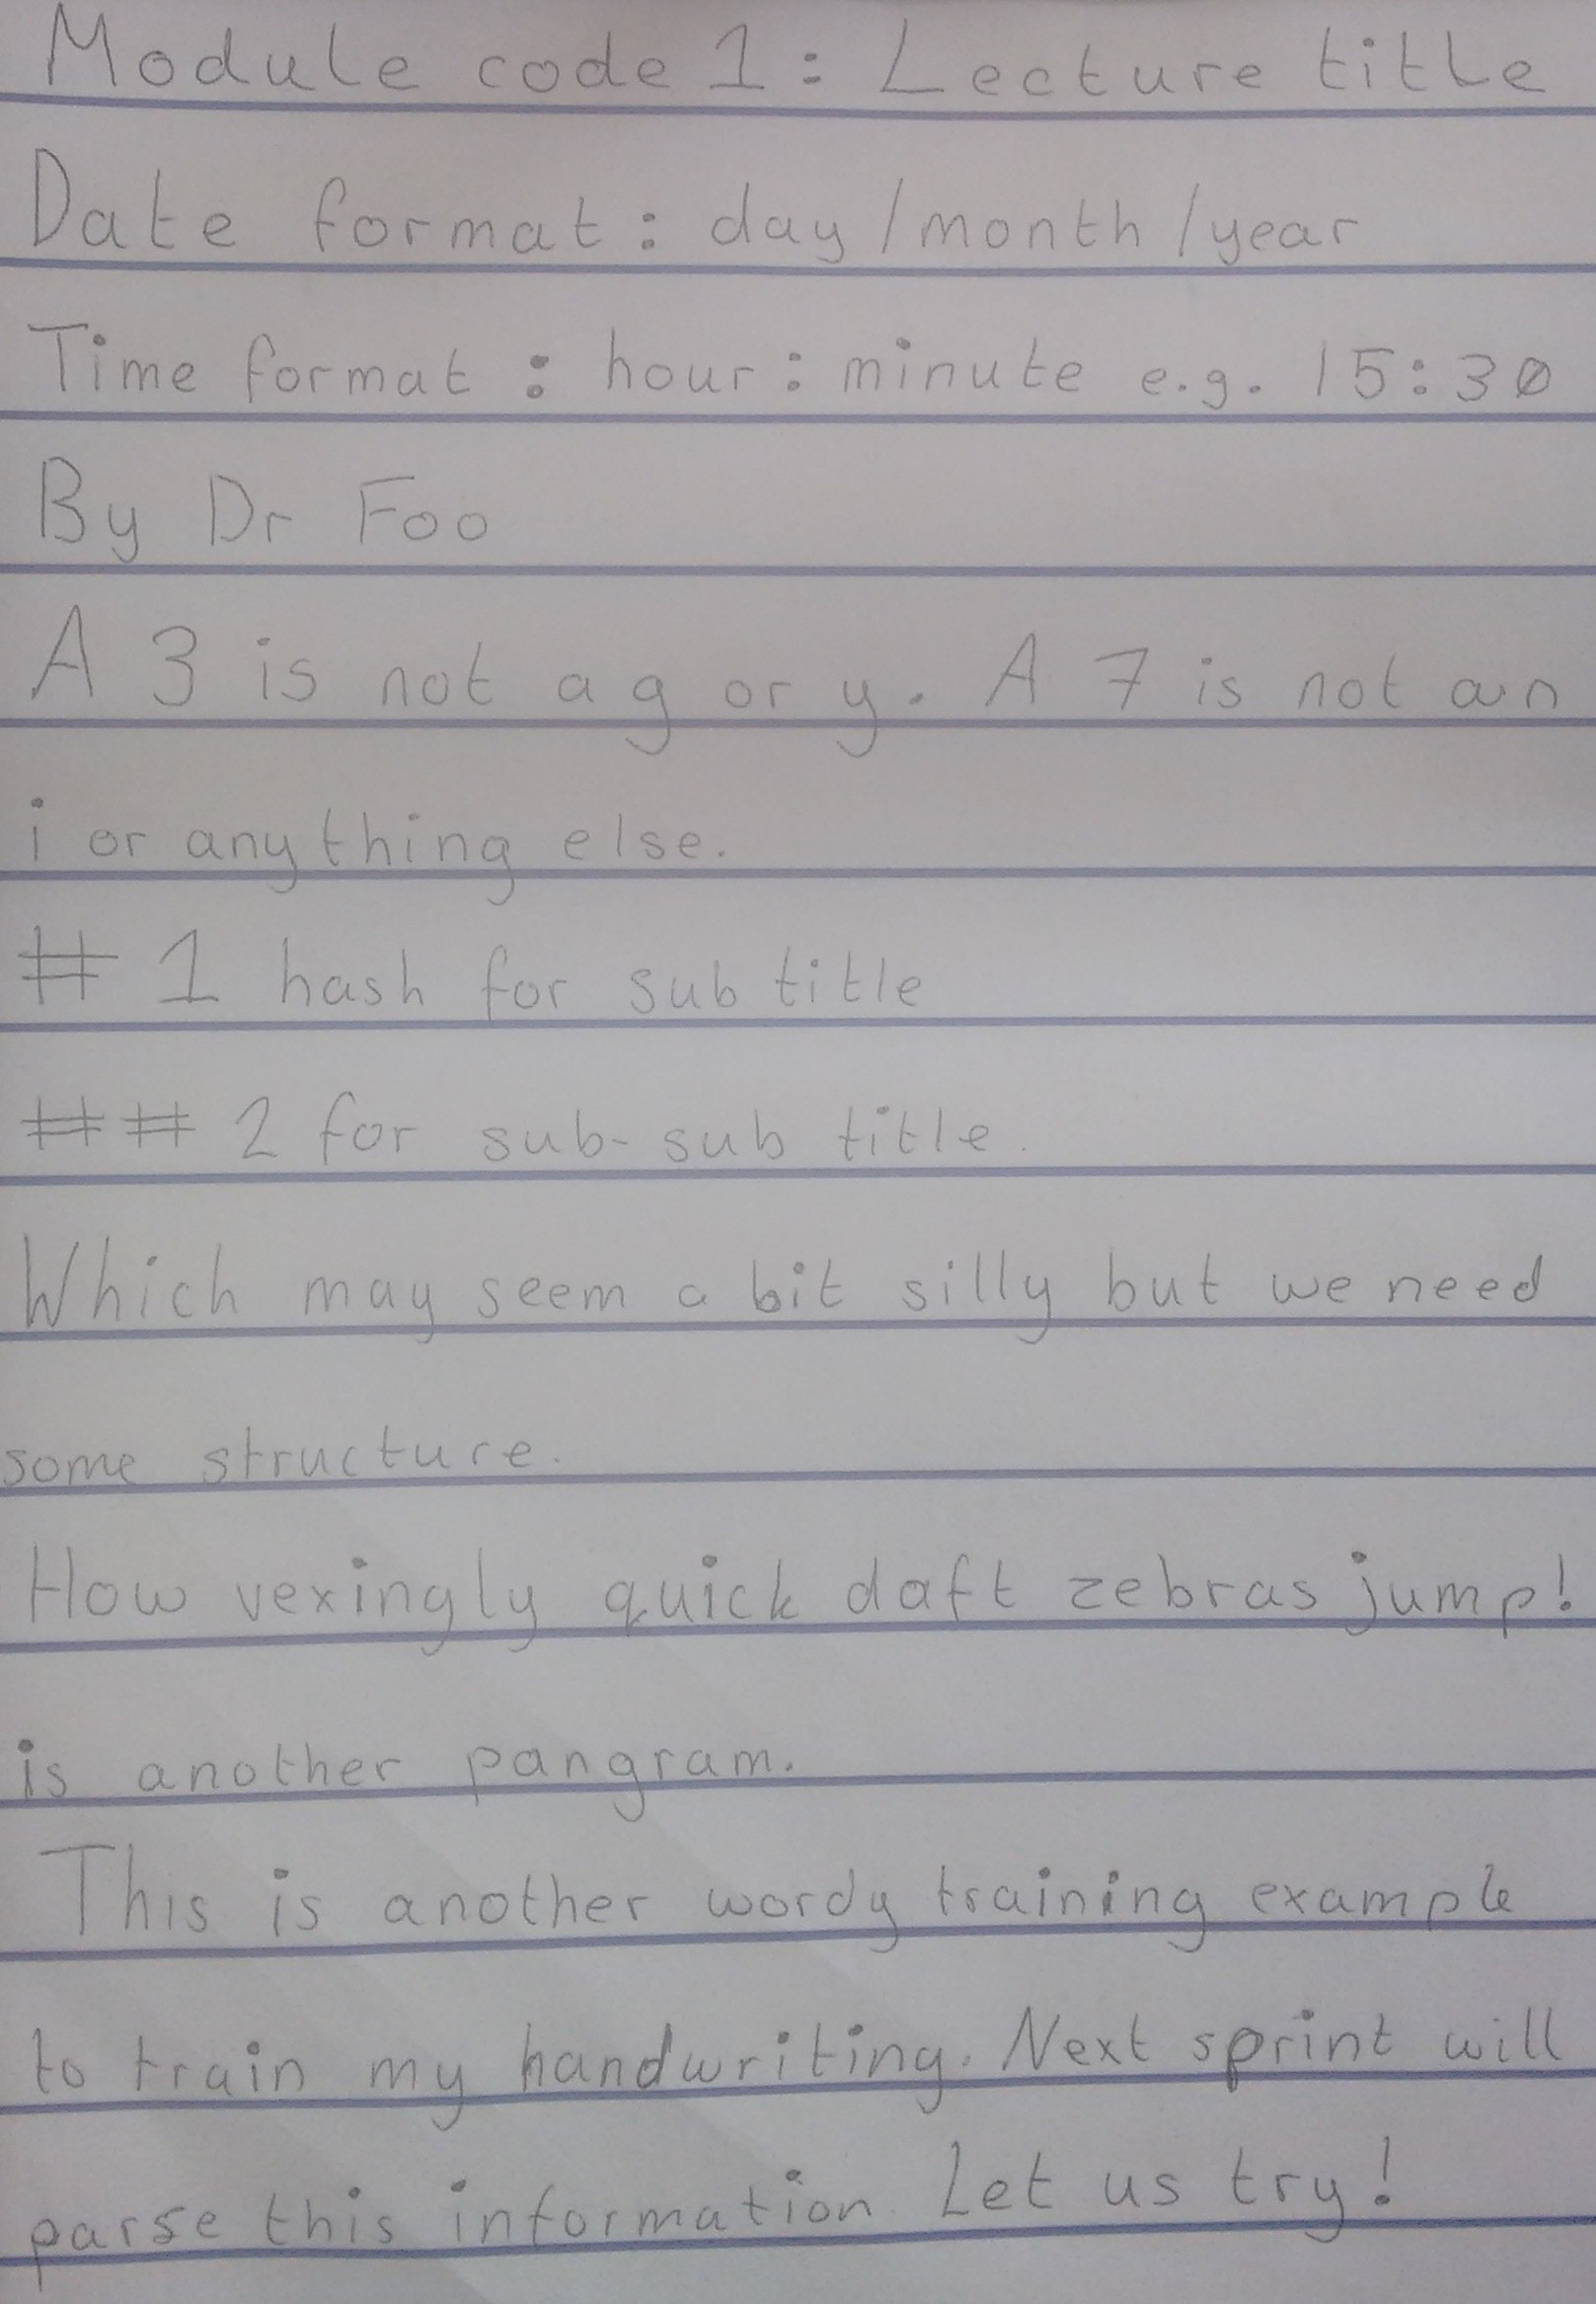 Module code 1: Lecture title
Date format: day/month/year
Time format: hour:minute e.g. 15:30
By Dr Foo
A 3 is not a g or y. A 7 is not an
i or anything else.
# 1 hash for sub title
## 2 for sub-sub title.
Which may seem a bit silly but we need
some structure.
How vexingly quick daft zebras jump!
is another pangram.
This is another wordy training example
to train my handwriting. Next sprint will
parse this information. Let us try!